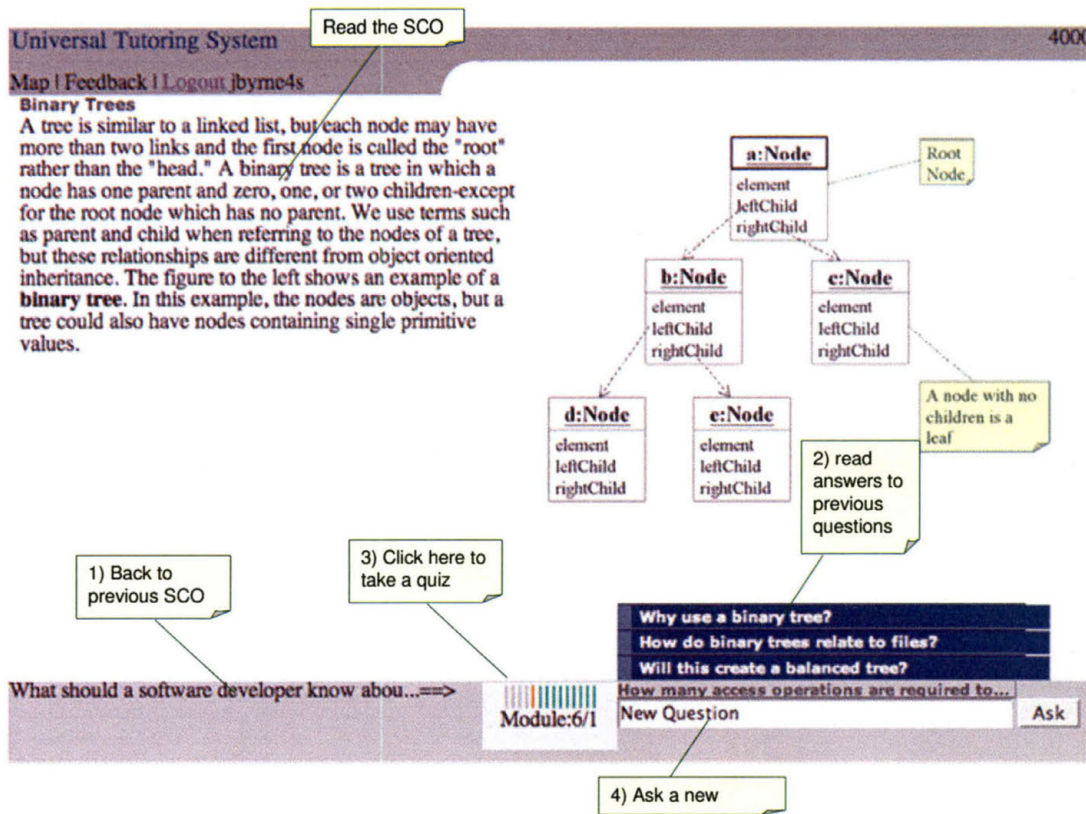 Read the SCO
Universal Tutoring System
4000
Map | Feedback | Logout jbyrne4s
Binary Trees
A tree is similar to a linked list, but each node may have
more than two links and the first node is called the "root"
rather than the "head." A binary tree is a tree in which a
node has one parent and zero, one, or two children-except
for the root node which has no parent. We use terms such
as parent and child when referring to the nodes of a tree,
but these relationships are different from object oriented
inheritance. The figure to the left shows an example of a
binary tree. In this example, the nodes are objects, but a
tree could also have nodes containing single primitive
values.
a:Node
element
leftChild
rightChild
Root
Node
b:Node
element
leftChild
rightChild
c:Node
element
leftChild
rightChild
d:Node
element
leftChild
rightChild
e:Node
element
leftChild
rightChild
A node with no
children is a
leaf
2) read
answers to
previous
questions
1) Back to
previous SCO
3) Click here to
take a quiz
Why use a binary tree?
How do binary trees relate to files?
Will this create a balanced tree?
How many access operations are required to...
What should a software developer know abou...==>
Module:6/1
New Question
Ask
4) Ask a new